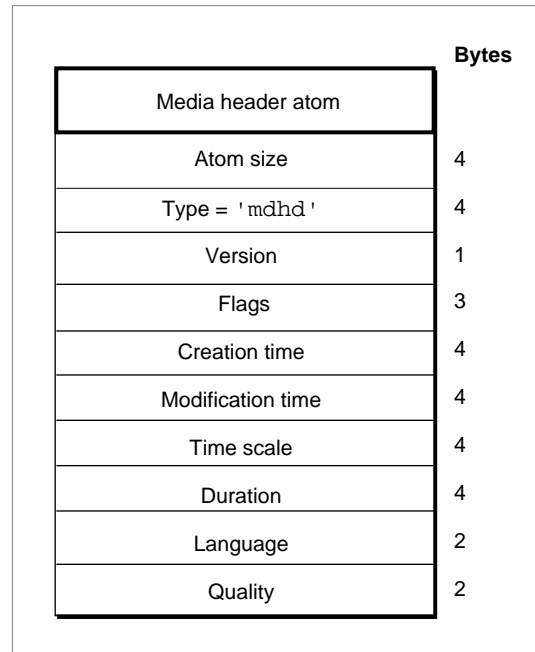 Bytes
Media header atom
Atom size 4
Type = 'mdhd' 4
Version 1
Flags 3
Creation time 4
Modification time 4
Time scale 4
Duration 4
Language 2
Quality 2